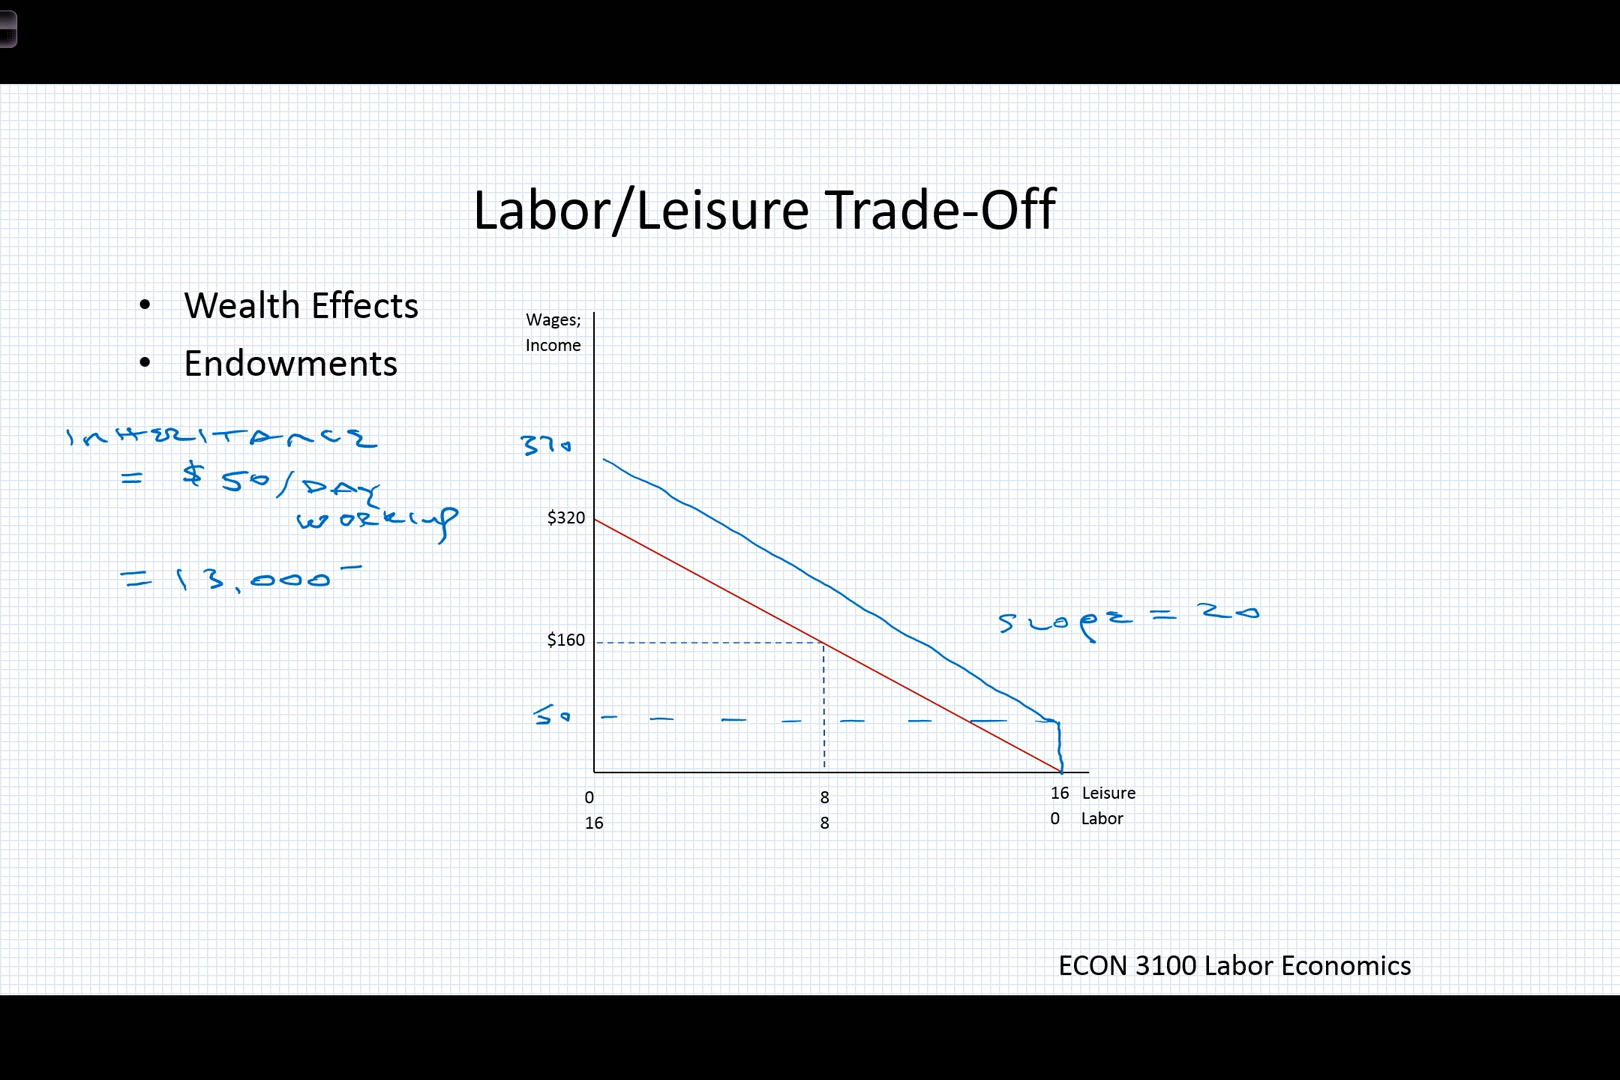 Labor/Leisure Trade-Off
• Wealth Effects
• Endowments
INHERITANCE
= $50/DAY
WORKING
= 13,000 –
Wages;
Income
370
$320
$160
50
SLOPE = 20
0 8 16 Leisure
16 8 0 Labor
ECON 3100 Labor Economics